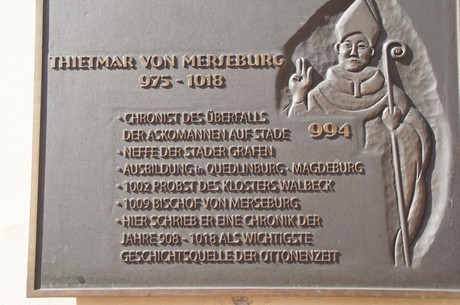 THIETMAR VON MERSEBURG
975 - 1018
994
• CHRONIST DES ÜBERFALLS
DER ASKOMANNEN AUF STADE
• NEFFE DER STADER GRAFEN
• AUSBILDUNG in QUEDLINBURG - MAGDEBURG
• 1002 PROBST DES KLOSTERS WALBECK
• 1009 BISCHOF VON MERSEBURG
• HIER SCHRIEB ER EINE CHRONIK DER
JAHRE 908 - 1018 ALS WICHTIGSTE
GESCHICHTSQUELLE DER OTTONENZEIT